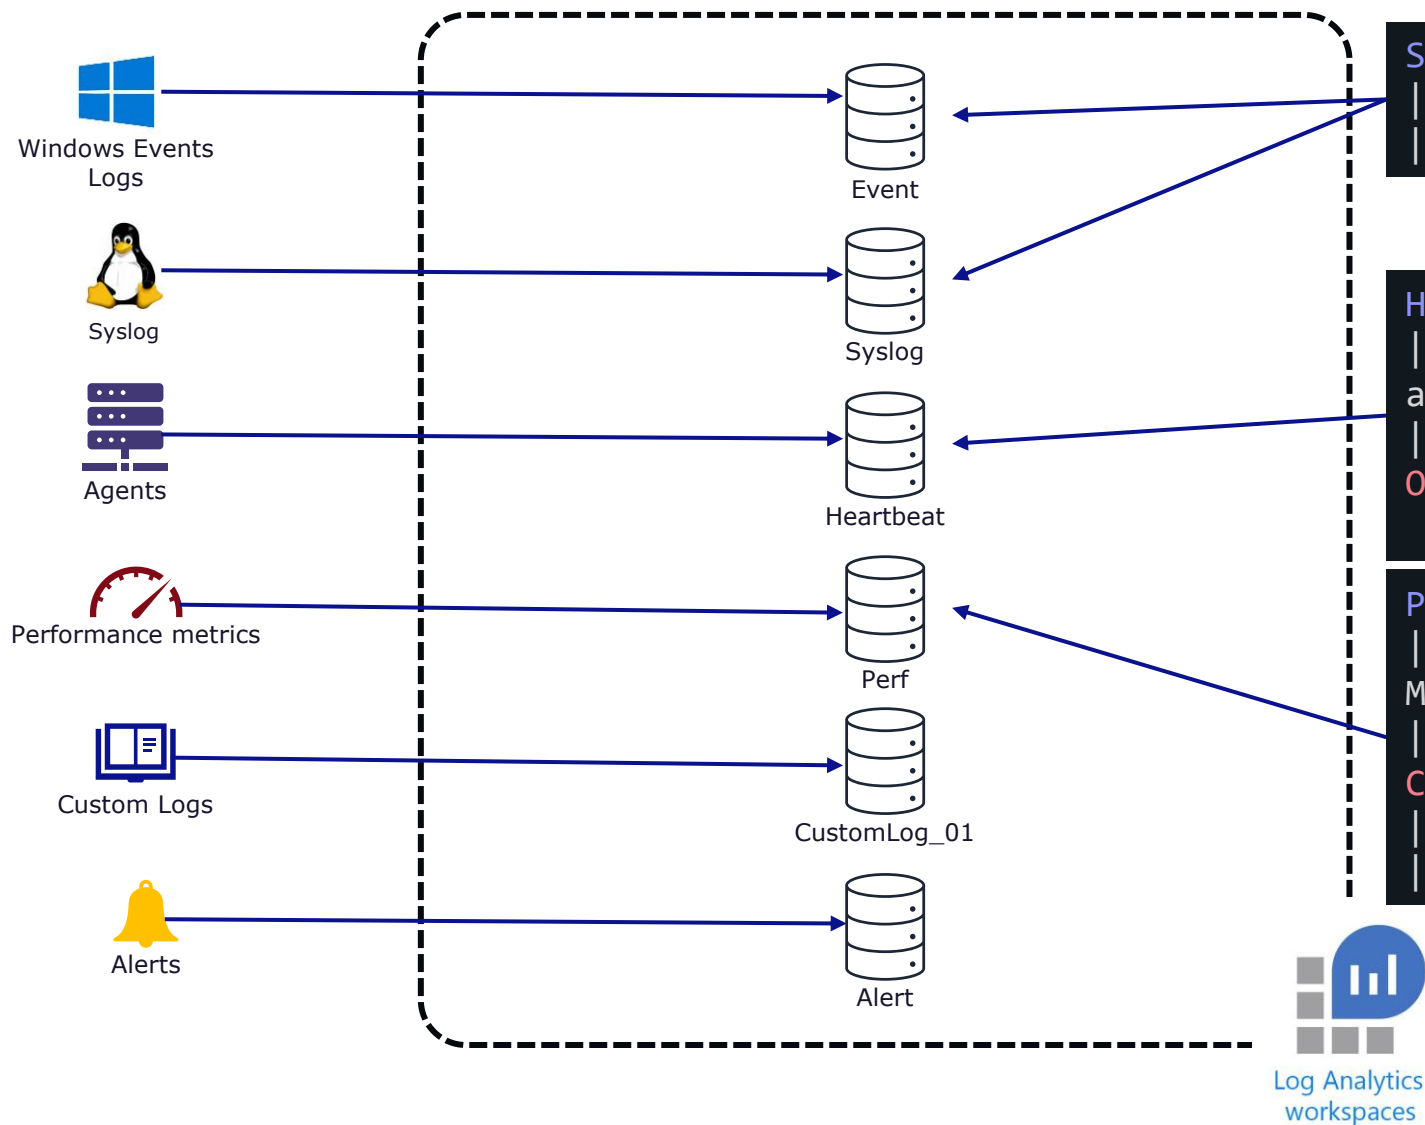 Windows Events
Logs
Event
Syslog
Syslog
Agents
Heartbeat
Performance metrics
Perf
Custom Logs
CustomLog_01
Alerts
Alert
S
|
|
H
|
a
|
O
P
|
M
|
C
|
|
Log Analytics
workspaces